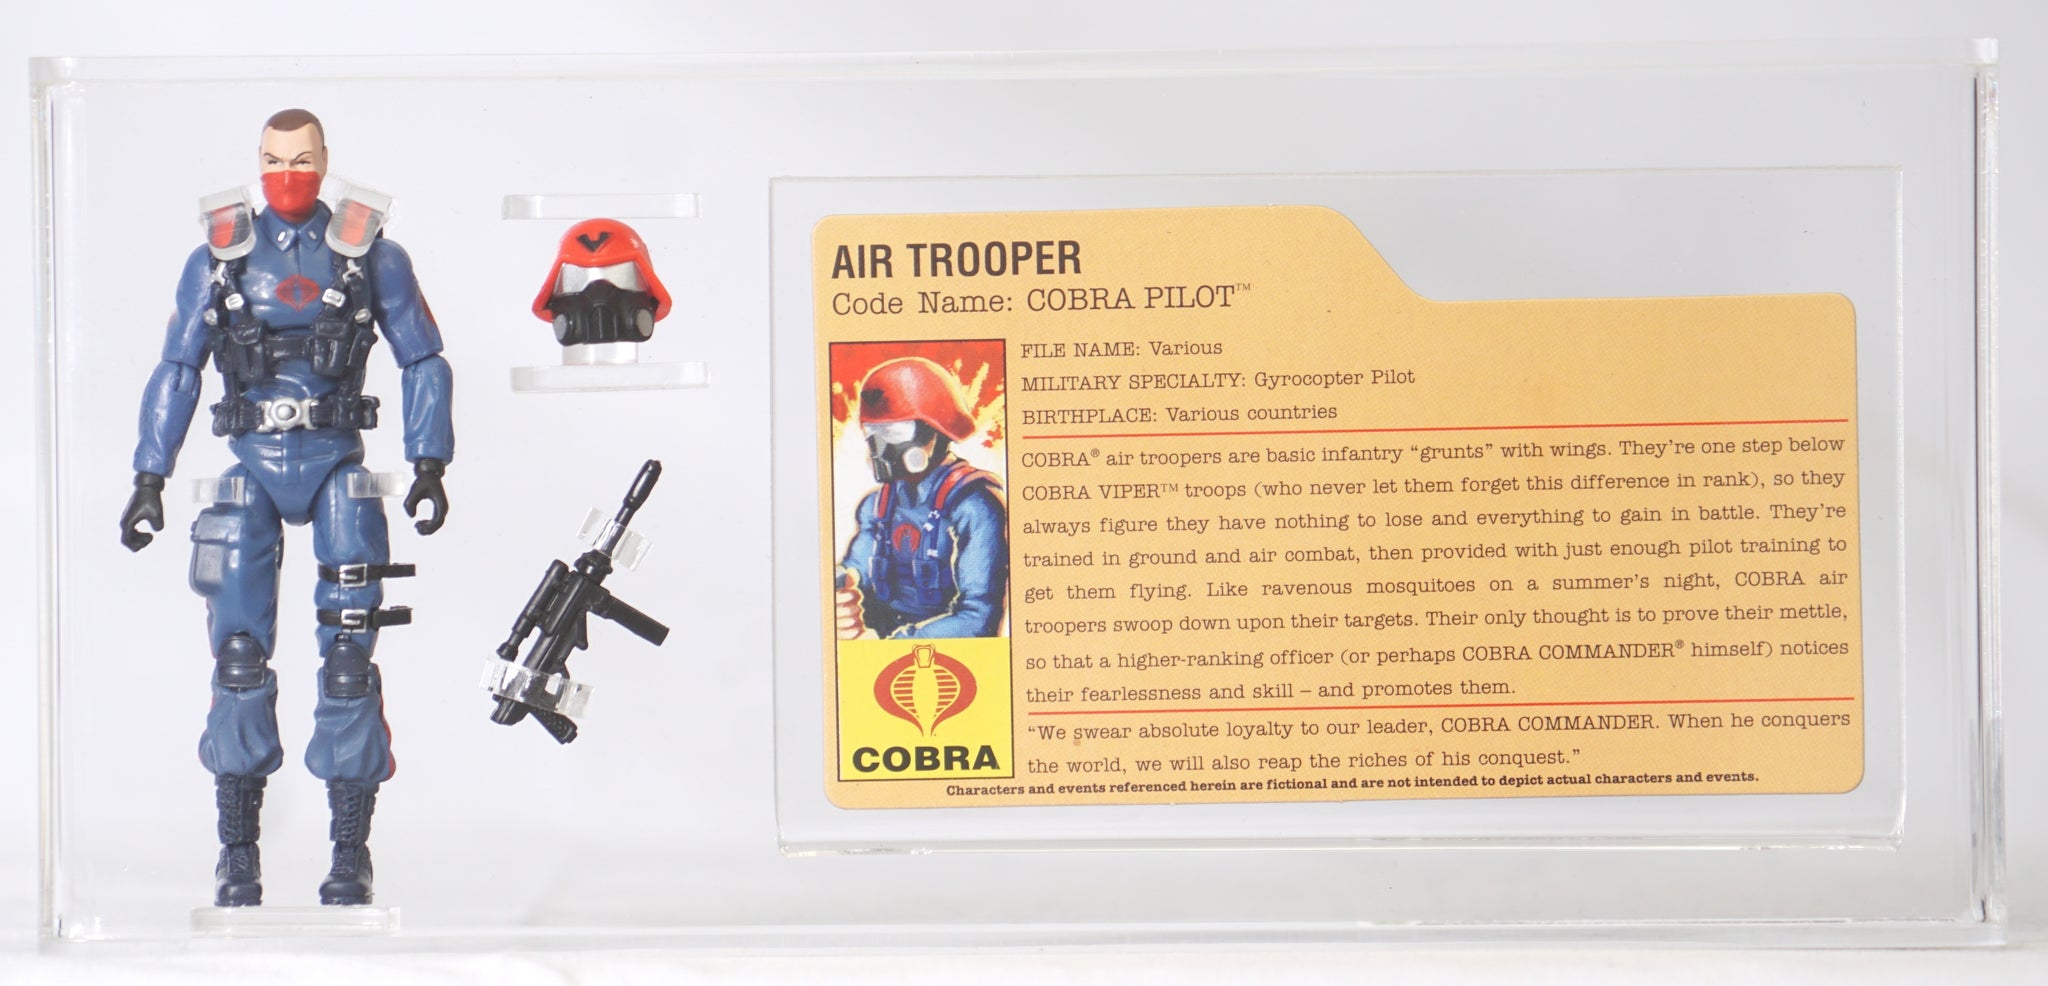 AIR TROOPER
Code Name: COBRA PILOT™
FILE NAME: Various
MILITARY SPECIALTY: Gyrocopter Pilot
BIRTHPLACE: Various countries
COBRA® air troopers are basic infantry “grunts” with wings. They’re one step below
COBRA VIPER™ troops (who never let them forget this difference in rank), so they
always figure they have nothing to lose and everything to gain in battle. They’re
trained in ground and air combat, then provided with just enough pilot training to
get them flying. Like ravenous mosquitoes on a summer’s night, COBRA air
troopers swoop down upon their targets. Their only thought is to prove their mettle,
so that a higher-ranking officer (or perhaps COBRA COMMANDER® himself) notices
their fearlessness and skill – and promotes them.
“We swear absolute loyalty to our leader, COBRA COMMANDER. When he conquers
the world, we will also reap the riches of his conquest.”
COBRA
Characters and events referenced herein are fictional and are not intended to depict actual characters and events.